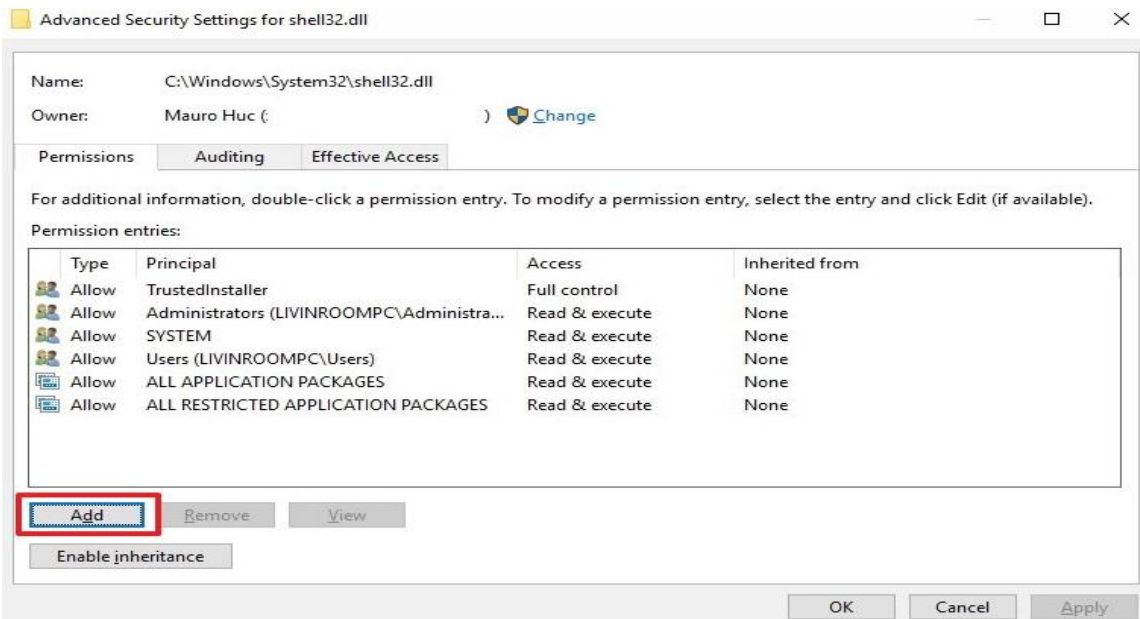 Advanced Security Settings for shell32.dll
Name: C:\Windows\System32\shell32.dll
Owner: Mauro Huc (: ) Change
Permissions Auditing Effective Access
For additional information, double-click a permission entry. To modify a permission entry, select the entry and click Edit (if available).
Permission entries:
Type Principal Access Inherited from
Allow TrustedInstaller Full control None
Allow Administrators (LIVINROOMPC\Administra... Read & execute None
Allow SYSTEM Read & execute None
Allow Users (LIVINROOMPC\Users) Read & execute None
Allow ALL APPLICATION PACKAGES Read & execute None
Allow ALL RESTRICTED APPLICATION PACKAGES Read & execute None
Add Remove View
Enable inheritance
OK Cancel Apply